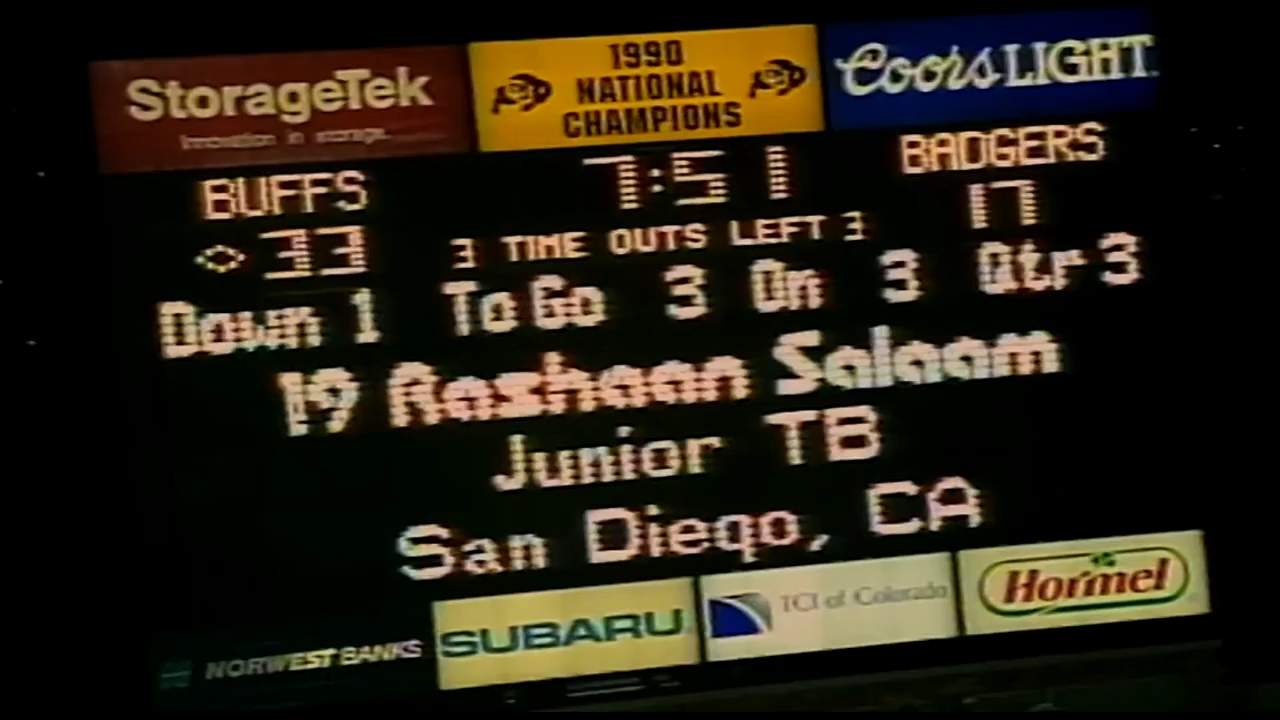 StorageTek
Innovation in storage.
1990
NATIONAL
CHAMPIONS
Coors LIGHT
BUFFS 7:51 BADGERS
33 3 TIME OUTS LEFT 3 17
Down 1 To Go 3 On 3 Qtr 3
19 Rashaan Salaam
Junior TB
San Diego, CA
NORWEST BANKS
SUBARU
TCI of Colorado
Hormel